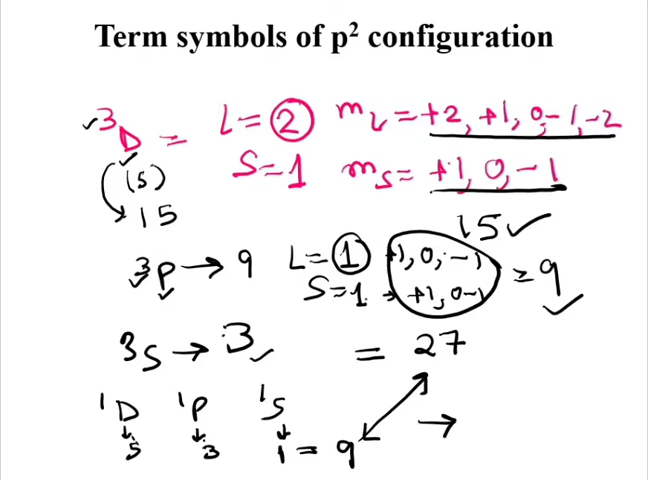 Term symbols of p² configuration
✓³D = L=② mL = +2, +1, 0, -1, -2
(5) S=1 mS = +1, 0, -1
15 15✓
³P → 9 L=① +1, 0, -1
S=1 → +1, 0 -1 = 9
3S → 3 = 27
¹D ¹P ¹S
↓ ↓ ↓ →
5 3 1 = 9